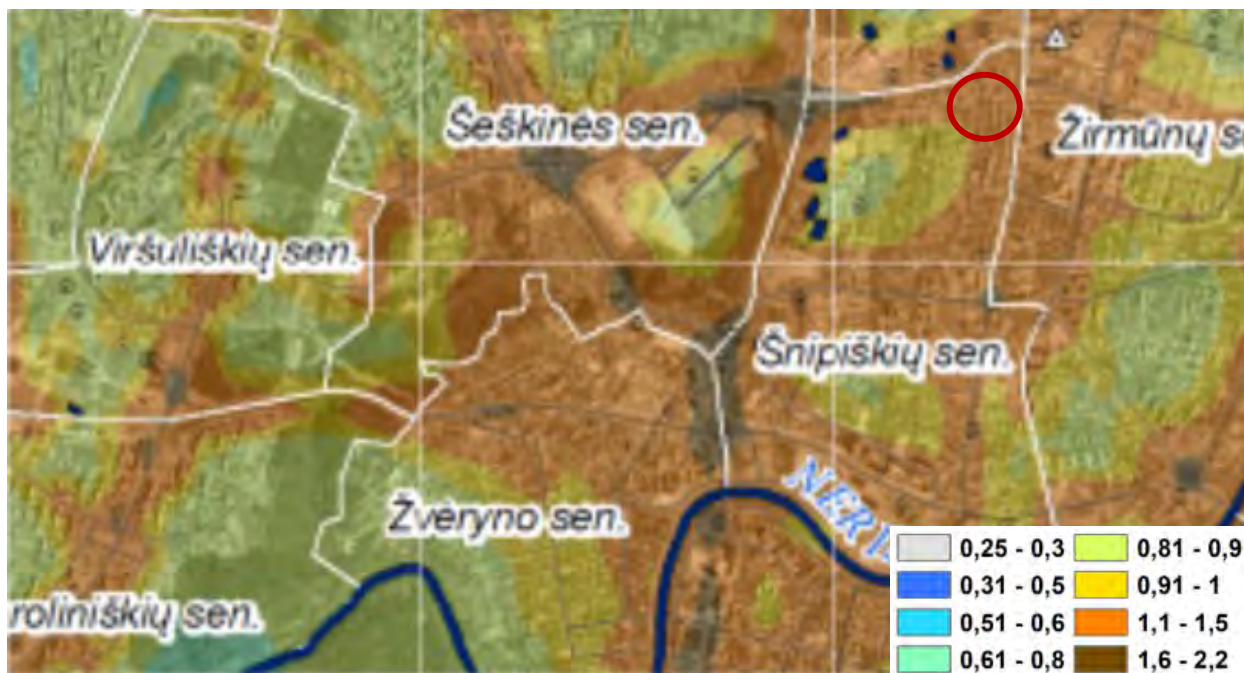 Šeškinės sen.
Žirmūnų s
Viršuliškių sen.
Šnipiškių sen.
Žvėryno sen.
NERI
roliniškių sen.
0,25 - 0,3
0,81 - 0,9
0,31 - 0,5
0,91 - 1
0,51 - 0,6
1,1 - 1,5
0,61 - 0,8
1,6 - 2,2